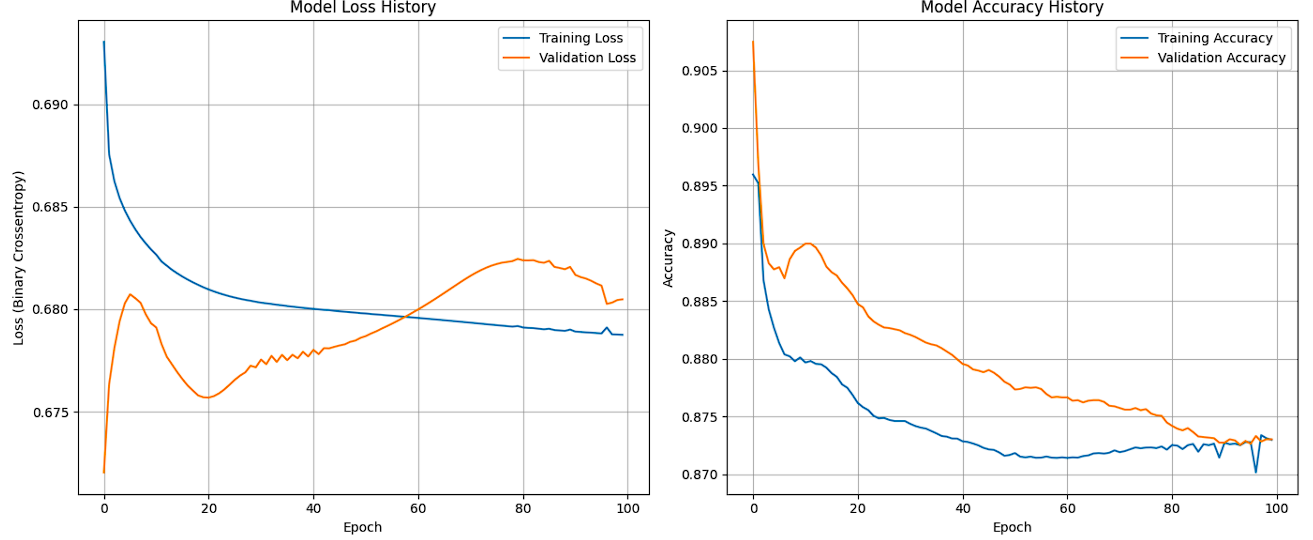 Model Loss History
Training Loss
Validation Loss
0.690
0.685
0.680
0.675
Loss (Binary Crossentropy)
0
20
40
60
80
100
Epoch
Model Accuracy History
Training Accuracy
Validation Accuracy
0.905
0.900
0.895
0.890
0.885
0.880
0.875
0.870
Accuracy
0
20
40
60
80
100
Epoch